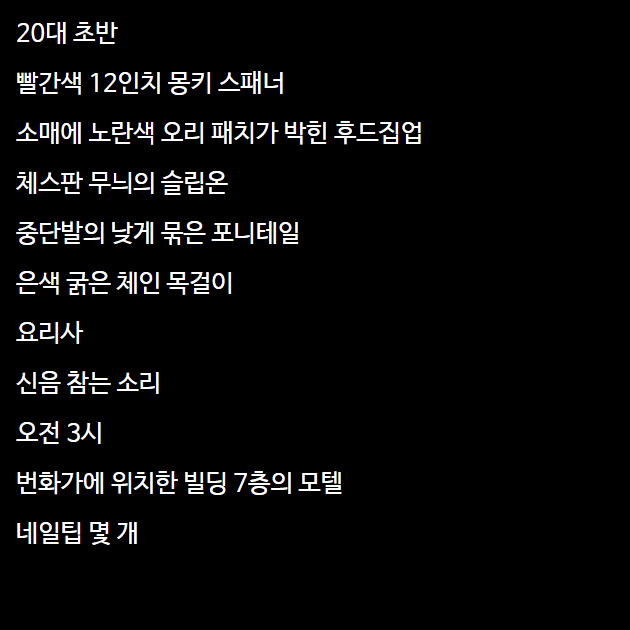 20대 초반
빨간색 12인치 몽키 스패너
소매에 노란색 오리 패치가 박힌 후드집업
체스판 무늬의 슬립온
중단발의 낮게 묶은 포니테일
은색 굵은 체인 목걸이
요리사
신음 참는 소리
오전 3시
번화가에 위치한 빌딩 7층의 모텔
네일팁 몇 개